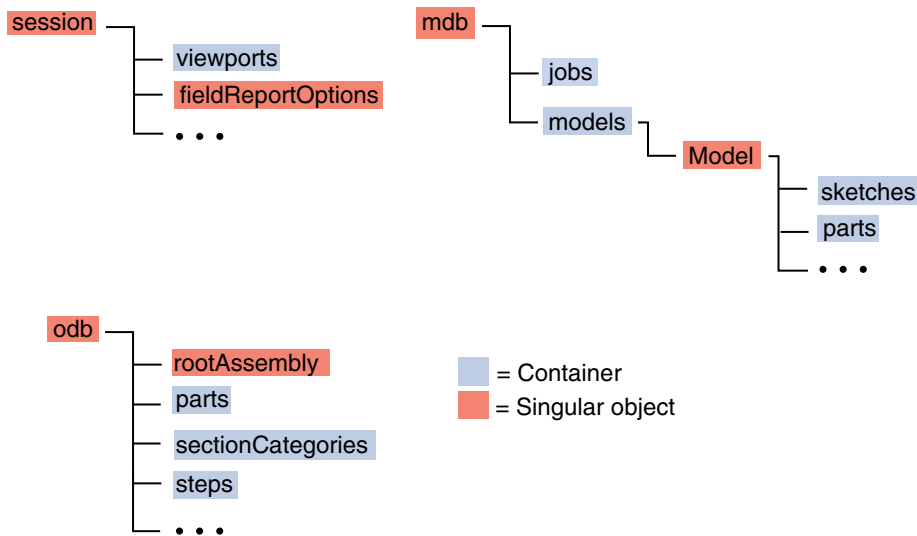 session
viewports
fieldReportOptions
• • •
mdb
jobs
models
Model
sketches
parts
• • •
odb
rootAssembly
parts
sectionCategories
steps
• • •
= Container
= Singular object